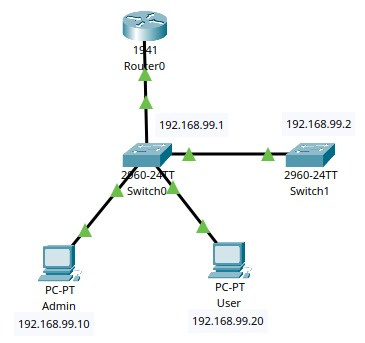 1941
Router0
192.168.99.1
192.168.99.2
2960-24TT
Switch0
2960-24TT
Switch1
PC-PT
Admin
192.168.99.10
PC-PT
User
192.168.99.20